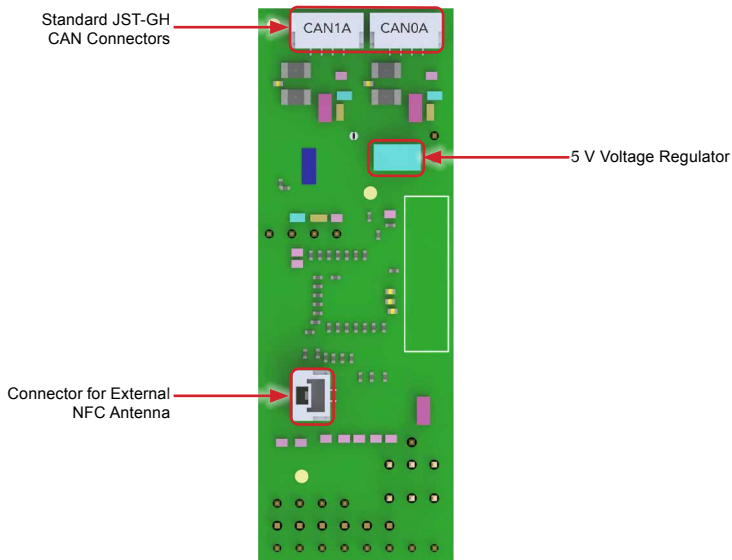 Standard JST-GH
CAN Connectors
CAN1A
CAN0A
5 V Voltage Regulator
Connector for External
NFC Antenna